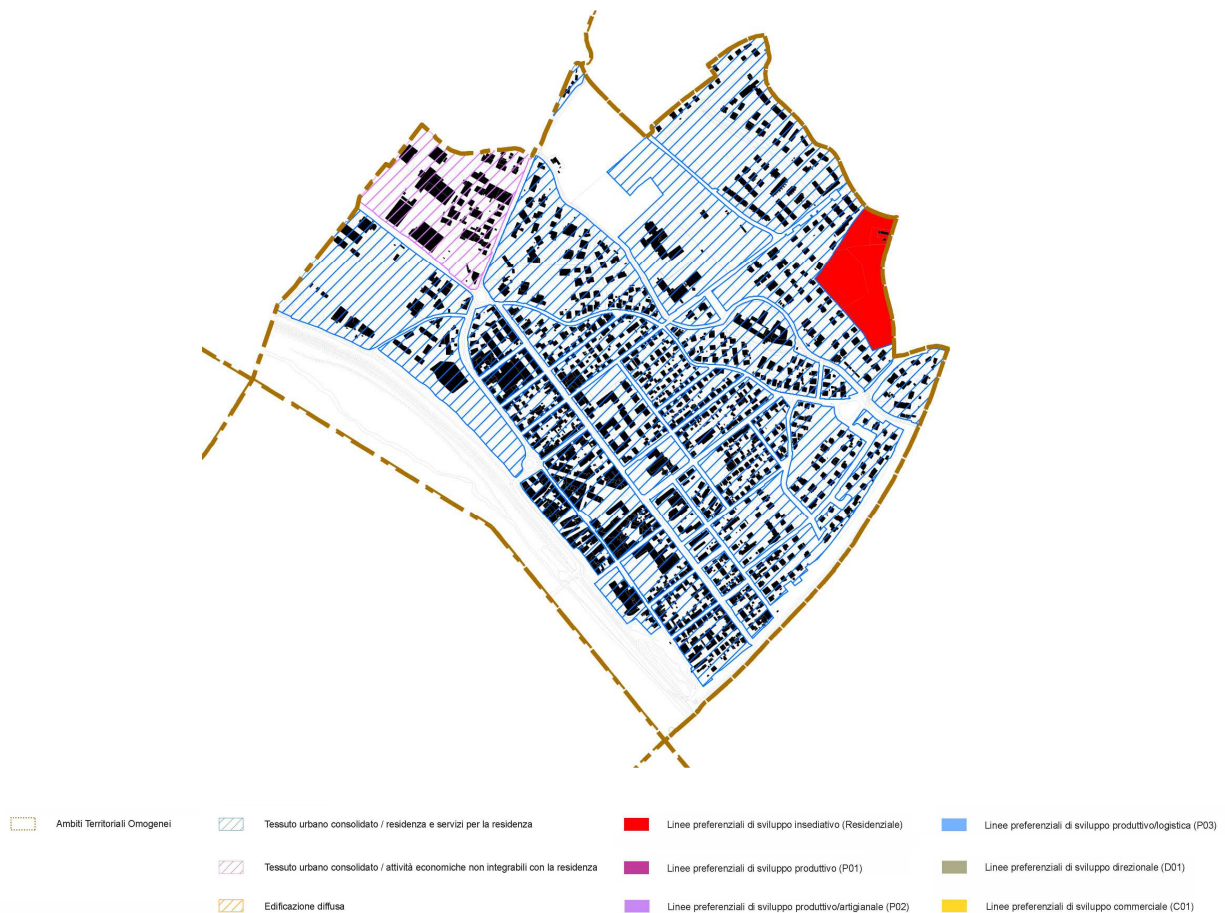 Ambiti Territoriali Omogenei
Tessuto urbano consolidato / residenza e servizi per la residenza
Linee preferenziali di sviluppo insediativo (Residenziale)
Linee preferenziali di sviluppo produttivo/logistica (P03)
Tessuto urbano consolidato / attività economiche non integrabili con la residenza
Linee preferenziali di sviluppo produttivo (P01)
Linee preferenziali di sviluppo direzionale (D01)
Edificazione diffusa
Linee preferenziali di sviluppo produttivo/artigianale (P02)
Linee preferenziali di sviluppo commerciale (C01)